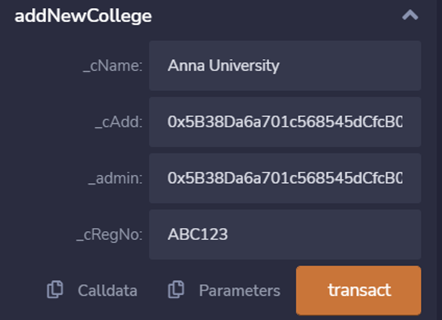 addNewCollege
_cName: Anna University
_cAdd: 0x5B38Da6a701c568545dCfcB0
_admin: 0x5B38Da6a701c568545dCfcB0
_cRegNo: ABC123
Calldata Parameters transact